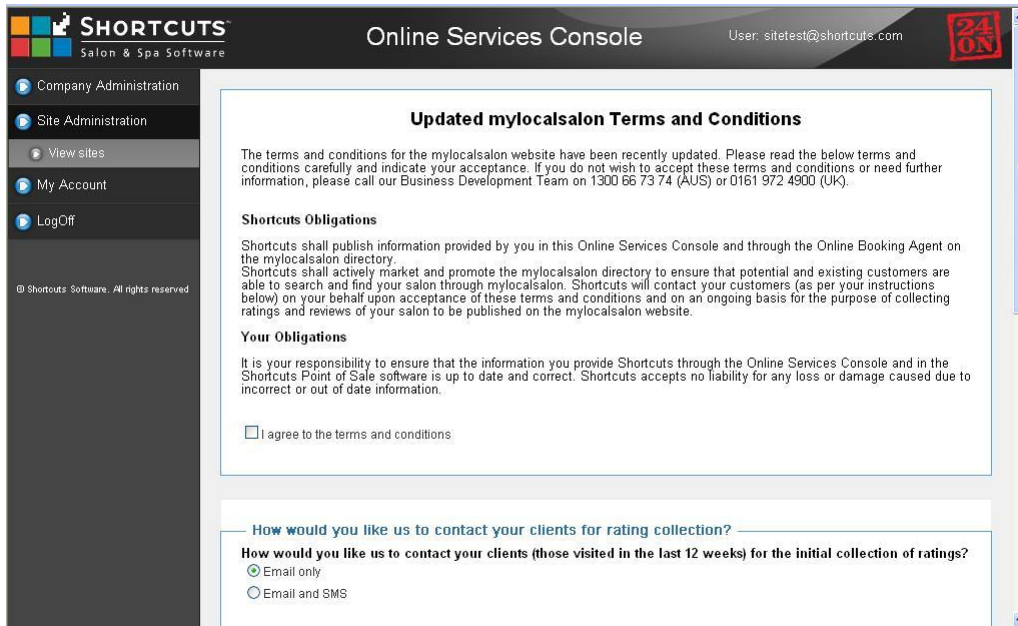 SHORTCUTS™
Salon & Spa Software
Online Services Console
User: sitetest@shortcuts.com
24
ON
Company Administration
Site Administration
View sites
My Account
LogOff
© Shortcuts Software. All rights reserved
Updated mylocalsalon Terms and Conditions
The terms and conditions for the mylocalsalon website have been recently updated. Please read the below terms and
conditions carefully and indicate your acceptance. If you do not wish to accept these terms and conditions or need further
information, please call our Business Development Team on 1300 66 73 74 (AUS) or 0161 972 4900 (UK).
Shortcuts Obligations
Shortcuts shall publish information provided by you in this Online Services Console and through the Online Booking Agent on
the mylocalsalon directory.
Shortcuts shall actively market and promote the mylocalsalon directory to ensure that potential and existing customers are
able to search and find your salon through mylocalsalon. Shortcuts will contact your customers (as per your instructions
below) on your behalf upon acceptance of these terms and conditions and on an ongoing basis for the purpose of collecting
ratings and reviews of your salon to be published on the mylocalsalon website.
Your Obligations
It is your responsibility to ensure that the information you provide Shortcuts through the Online Services Console and in the
Shortcuts Point of Sale software is up to date and correct. Shortcuts accepts no liability for any loss or damage caused due to
incorrect or out of date information.
I agree to the terms and conditions
How would you like us to contact your clients for rating collection?
How would you like us to contact your clients (those visited in the last 12 weeks) for the initial collection of ratings?
Email only
Email and SMS